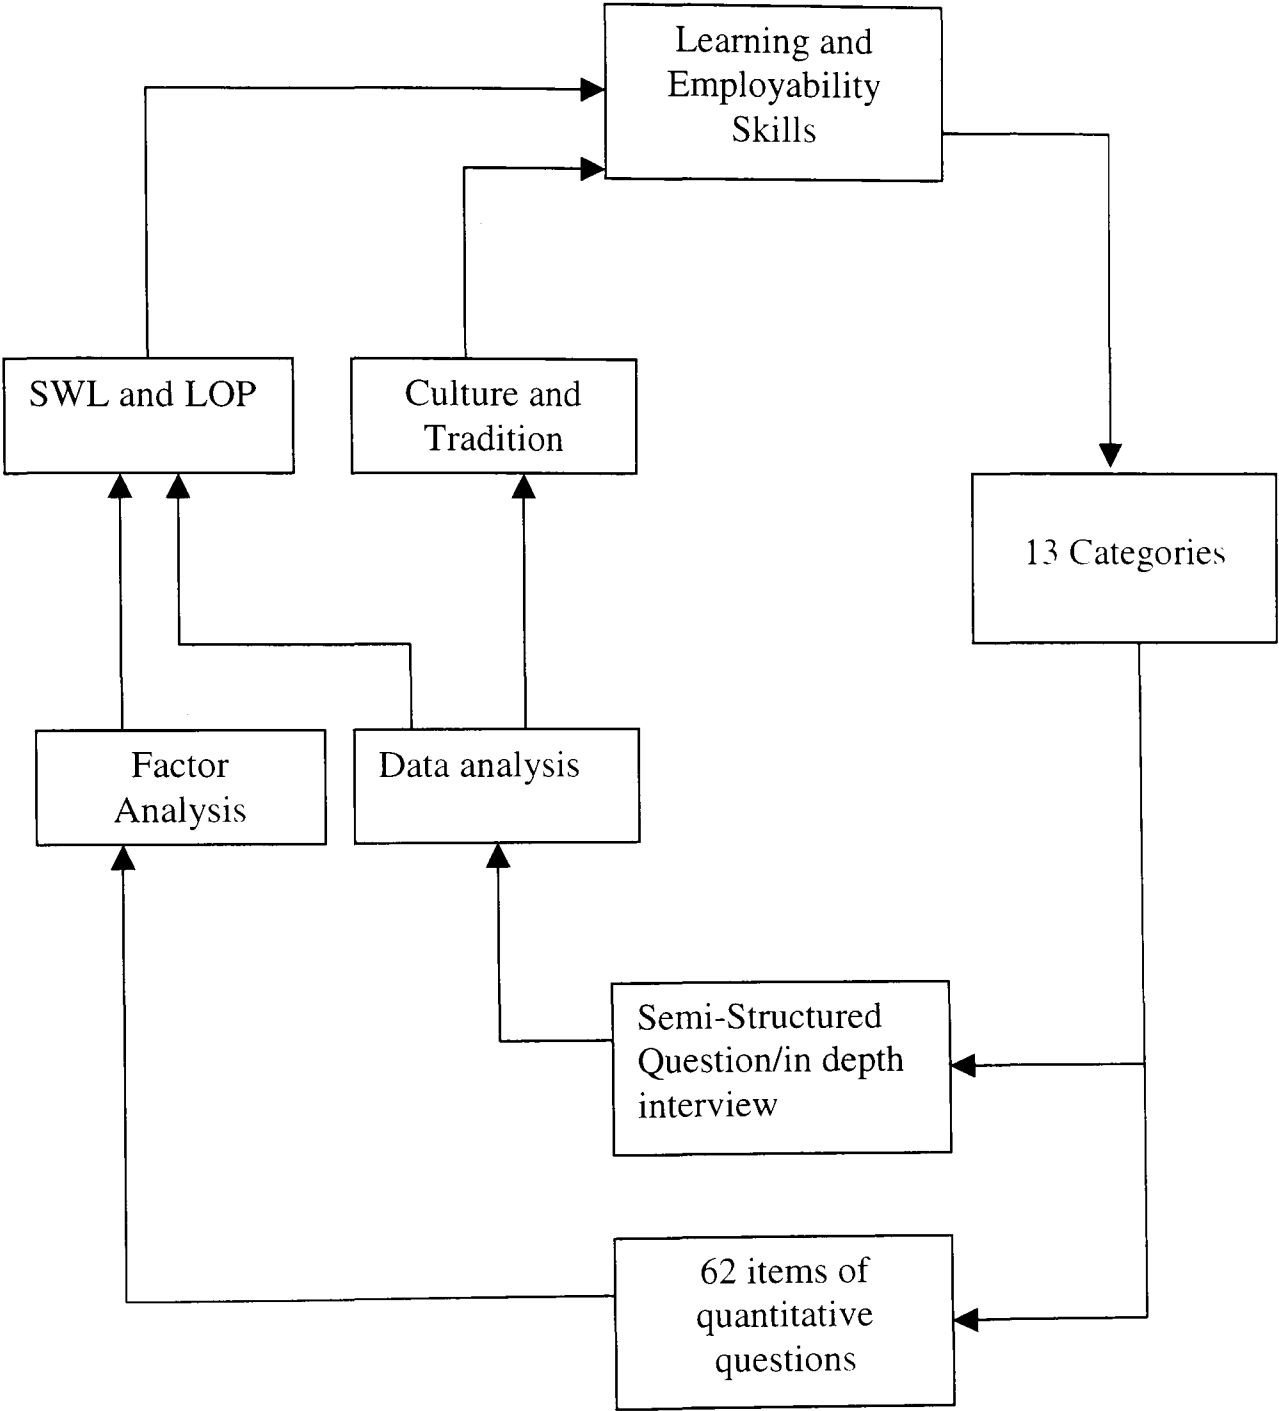 Learning and
Employability
Skills
SWL and LOP
Culture and
Tradition
13 Categories
Factor
Analysis
Data analysis
Semi-Structured
Question/in depth
interview
62 items of
quantitative
questions